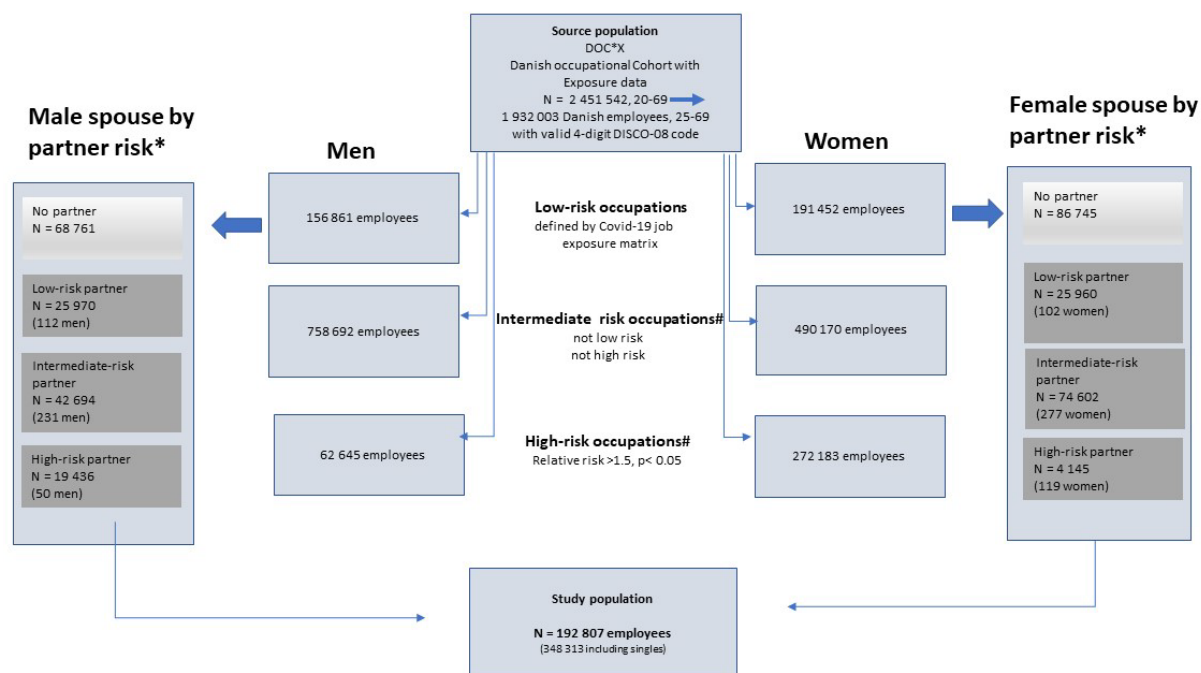 Source population
DOC*X
Danish occupational Cohort with
Exposure data
N = 2 451 542, 20-69
1 932 003 Danish employees, 25-69
with valid 4-digit DISCO-08 code
Male spouse by
partner risk*
Men
Women
Female spouse by
partner risk*
No partner
N = 68 761
Low-risk partner
N = 25 970
(112 men)
Intermediate-risk
partner
N = 42 694
(231 men)
High-risk partner
N = 19 436
(50 men)
156 861 employees
758 692 employees
62 645 employees
Low-risk occupations
defined by Covid-19 job
exposure matrix
Intermediate risk occupations#
not low risk
not high risk
High-risk occupations#
Relative risk >1.5, p< 0.05
191 452 employees
490 170 employees
272 183 employees
No partner
N = 86 745
Low-risk partner
N = 25 960
(102 women)
Intermediate-risk
partner
N = 74 602
(277 women)
High-risk partner
N = 4 145
(119 women)
Study population
N = 192 807 employees
(348 313 including singles)